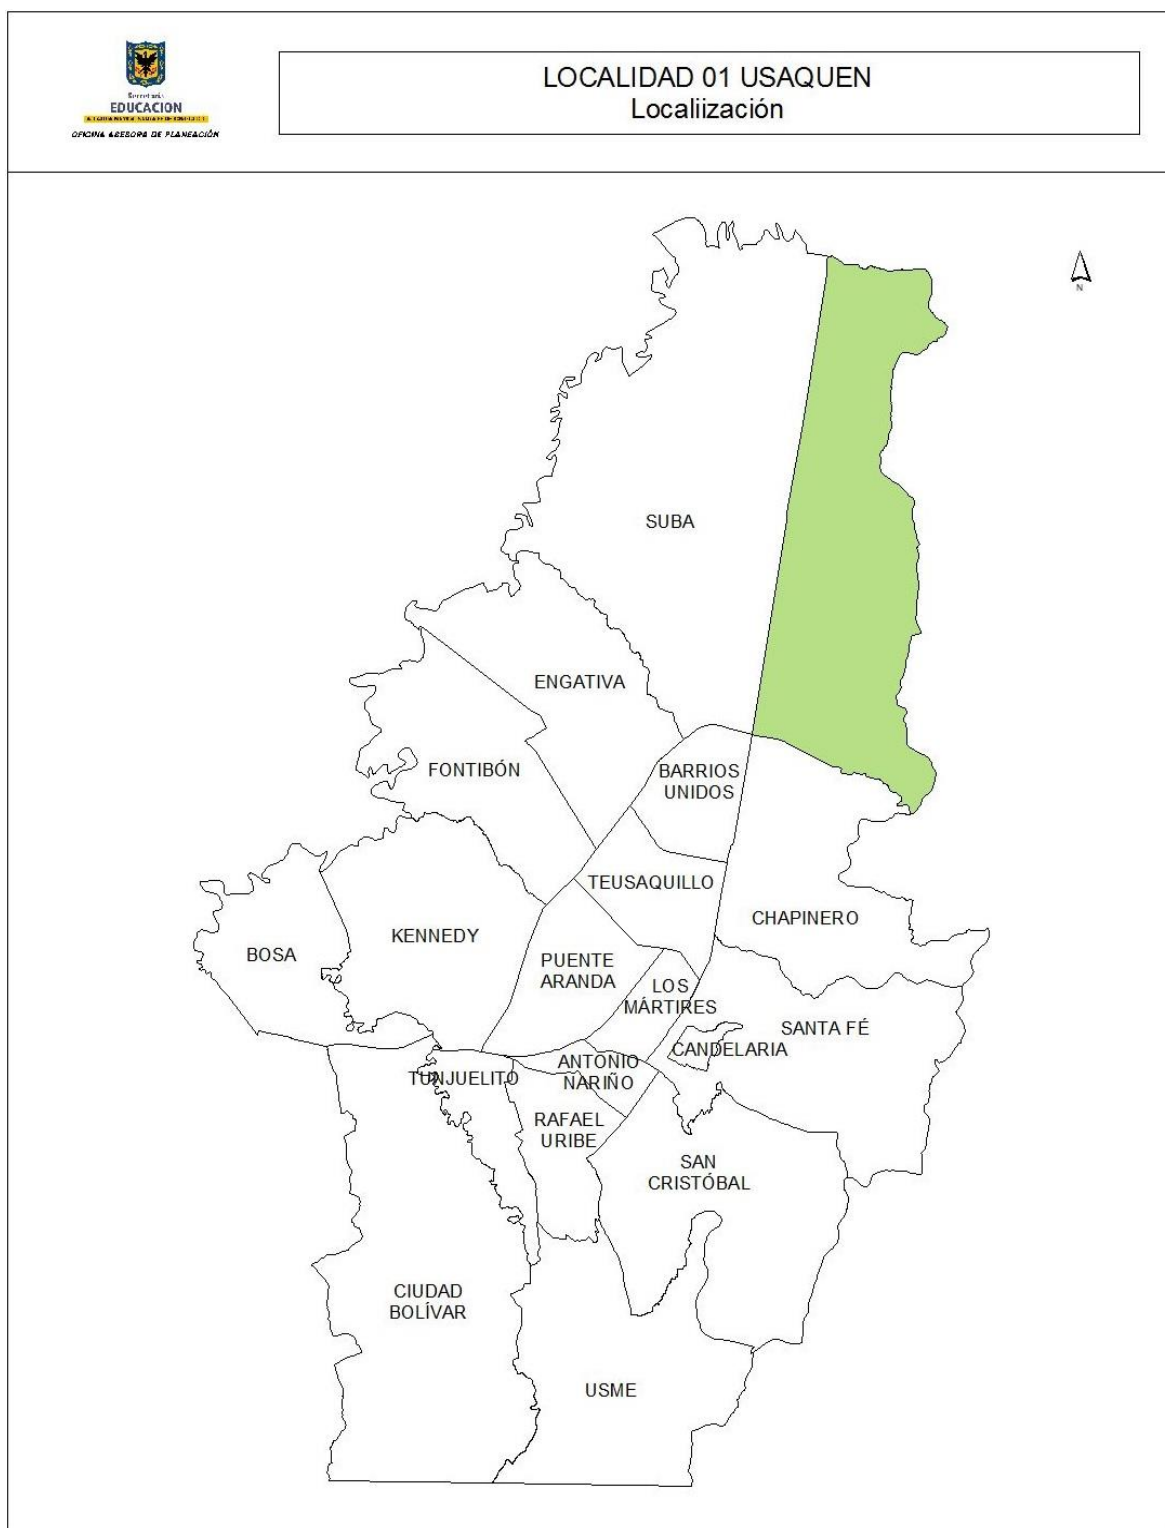 Secretaría
EDUCACION
OFICINA ASESORA DE PLANEACIÓN
LOCALIDAD 01 USAQUEN
Localiización
N
SUBA
ENGATIVA
FONTIBÓN
BARRIOS
UNIDOS
TEUSAQUILLO
CHAPINERO
KENNEDY
BOSA
PUENTE
ARANDA
LOS
MÁRTIRES
SANTA FÉ
CANDELARIA
ANTONIO
NARIÑO
TUNJUELITO
RAFAEL
URIBE
SAN
CRISTÓBAL
CIUDAD
BOLÍVAR
USME